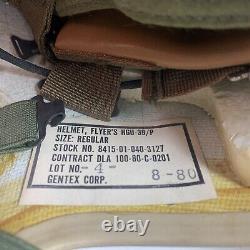 HELMET, FLYER'S HGU-39/P
SIZE: REGULAR
STOCK NO. 8415-01-040-3127
CONTRACT DLA 100-80-C-0201
LOT NO. - 4 -
GENTEX CORP. 8-80